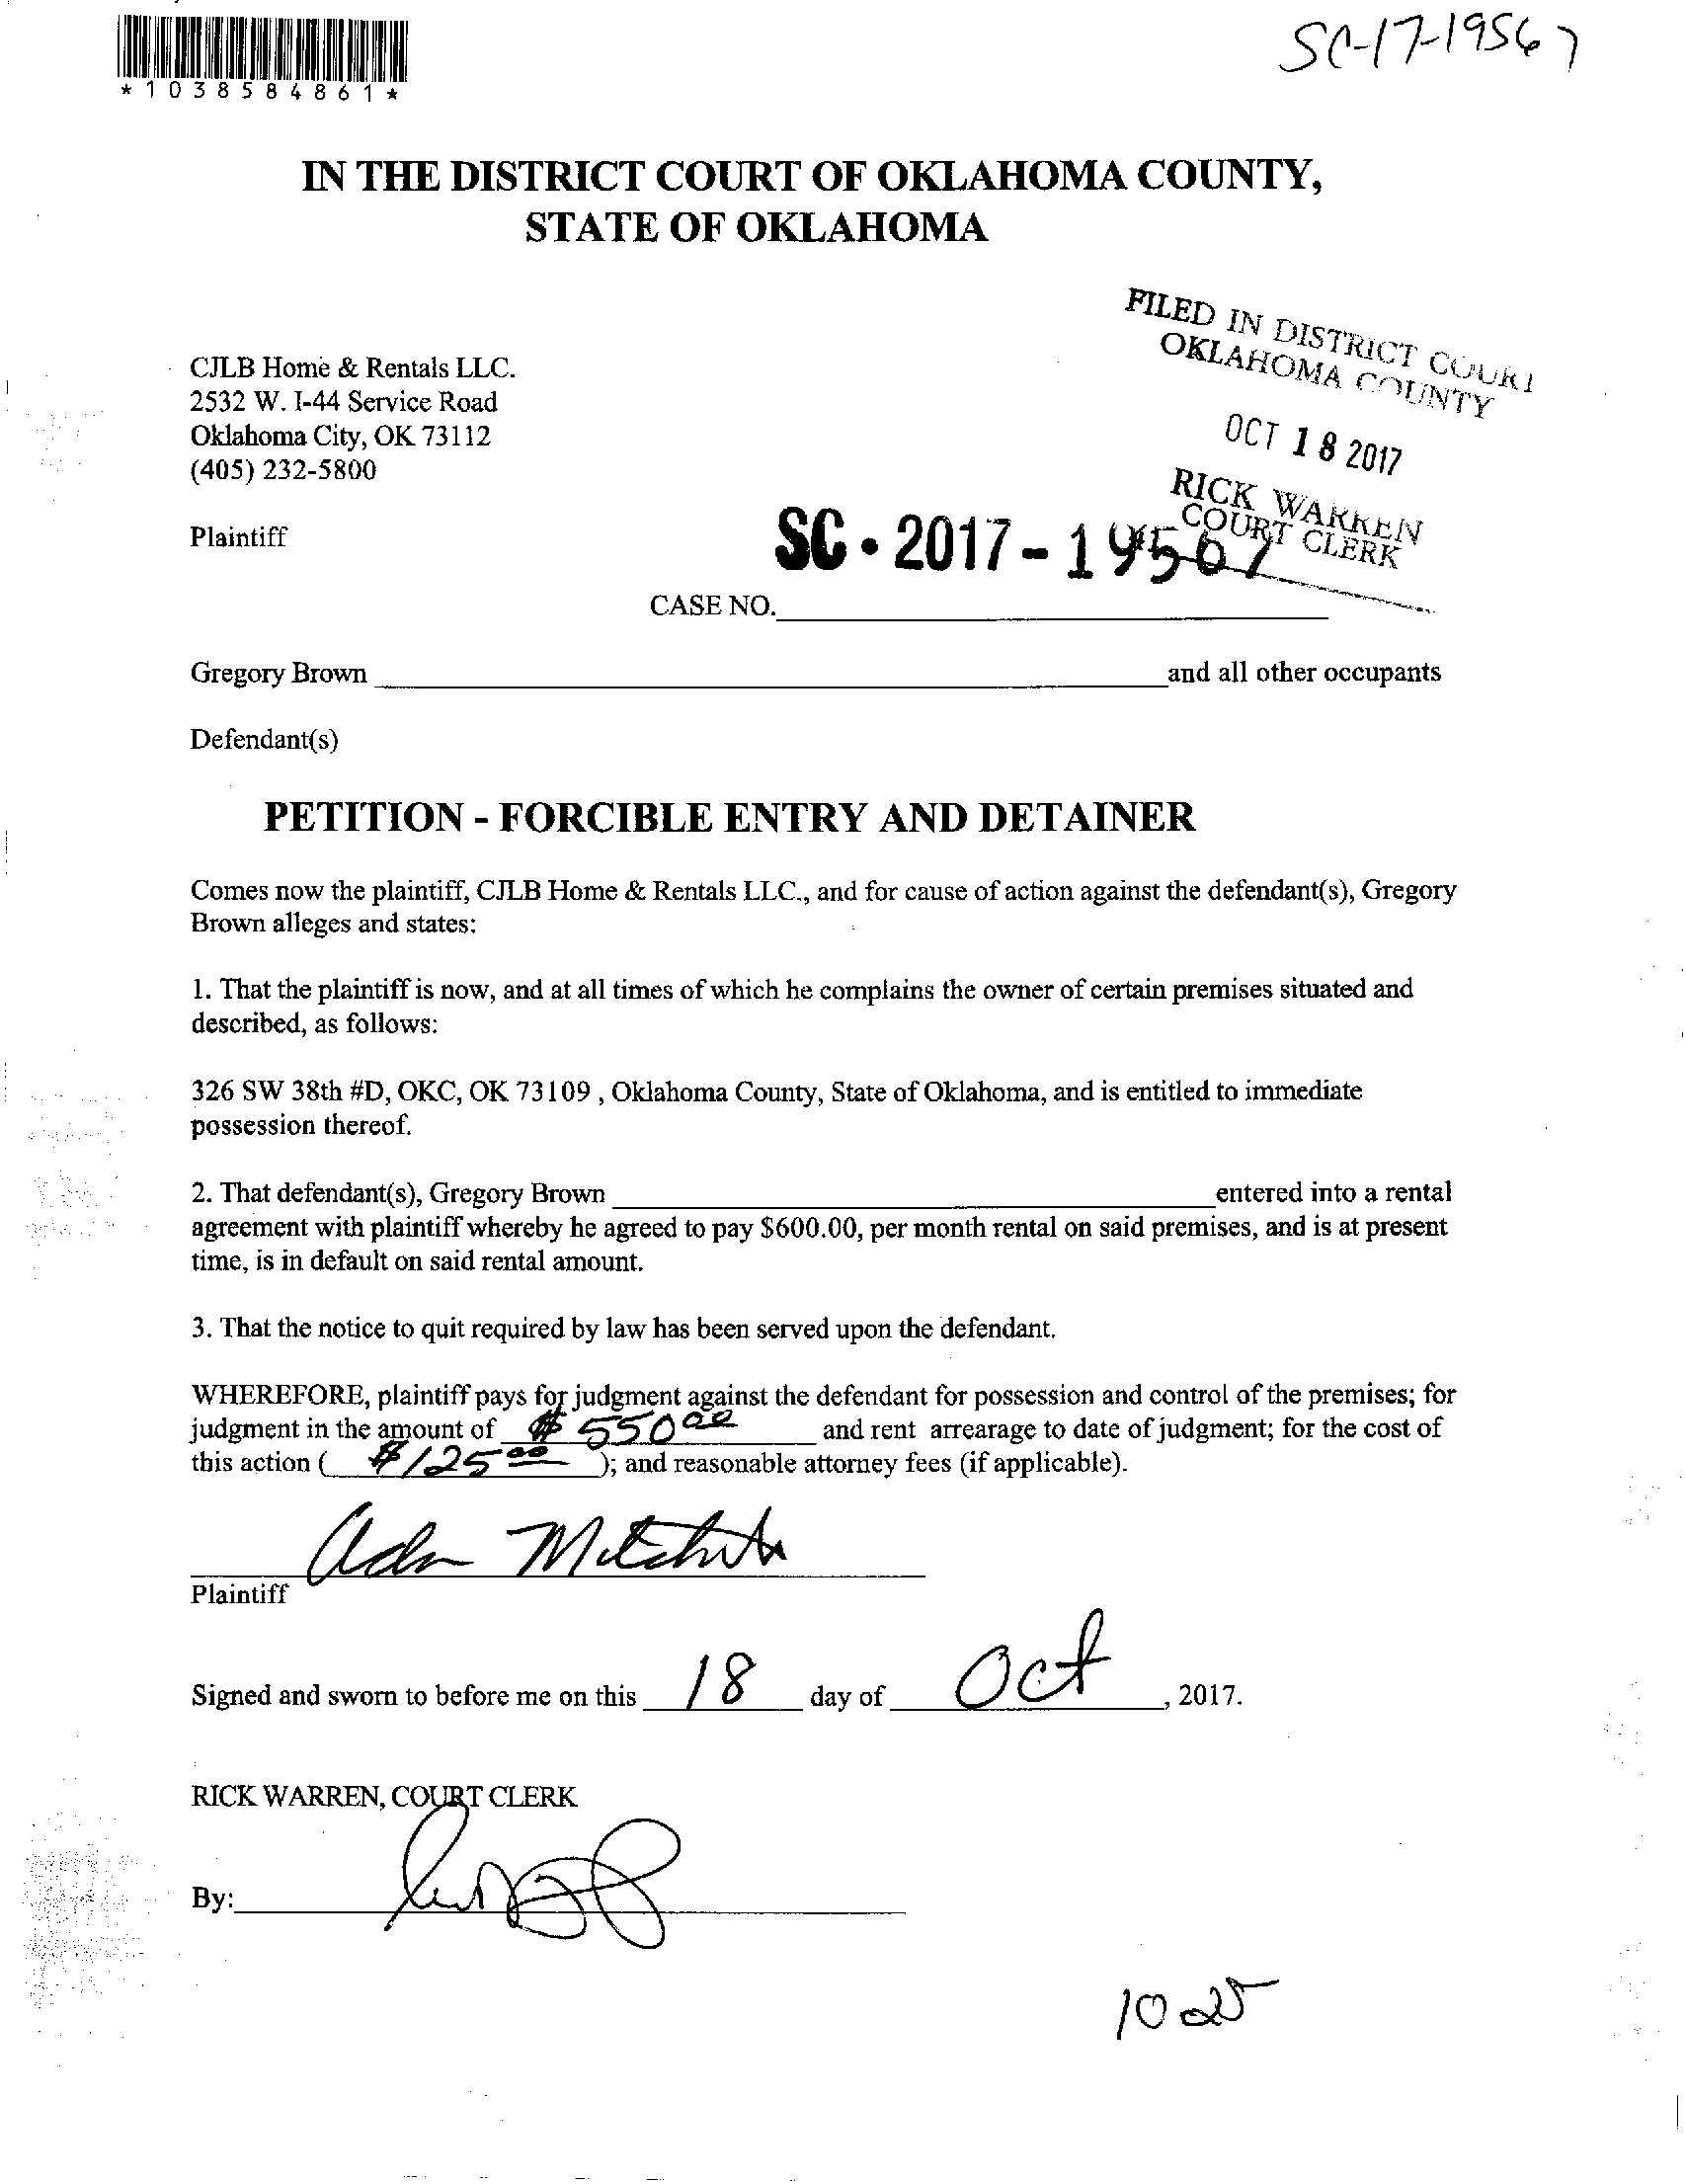 SC-17-19567
*1038584861*
IN THE DISTRICT COURT OF OKLAHOMA COUNTY,
STATE OF OKLAHOMA
FILED IN DISTRICT COURT
OKLAHOMA COUNTY
OCT 18 2017
RICK WARREN
COURT CLERK
CJLB Home & Rentals LLC.
2532 W. I-44 Service Road
Oklahoma City, OK 73112
(405) 232-5800
Plaintiff
SC • 2017 - 19567
CASE NO.
Gregory Brown and all other occupants
Defendant(s)
PETITION - FORCIBLE ENTRY AND DETAINER
Comes now the plaintiff, CJLB Home & Rentals LLC., and for cause of action against the defendant(s), Gregory
Brown alleges and states:
1. That the plaintiff is now, and at all times of which he complains the owner of certain premises situated and
described, as follows:
326 SW 38th #D, OKC, OK 73109 , Oklahoma County, State of Oklahoma, and is entitled to immediate
possession thereof.
2. That defendant(s), Gregory Brown entered into a rental
agreement with plaintiff whereby he agreed to pay $600.00, per month rental on said premises, and is at present
time, is in default on said rental amount.
3. That the notice to quit required by law has been served upon the defendant.
WHEREFORE, plaintiff pays for judgment against the defendant for possession and control of the premises; for
judgment in the amount of $ 550 00 and rent arrearage to date of judgment; for the cost of
this action ( $125 00 ); and reasonable attorney fees (if applicable).
Plaintiff
Signed and sworn to before me on this 18 day of Oct , 2017.
RICK WARREN, COURT CLERK
By:
10 25